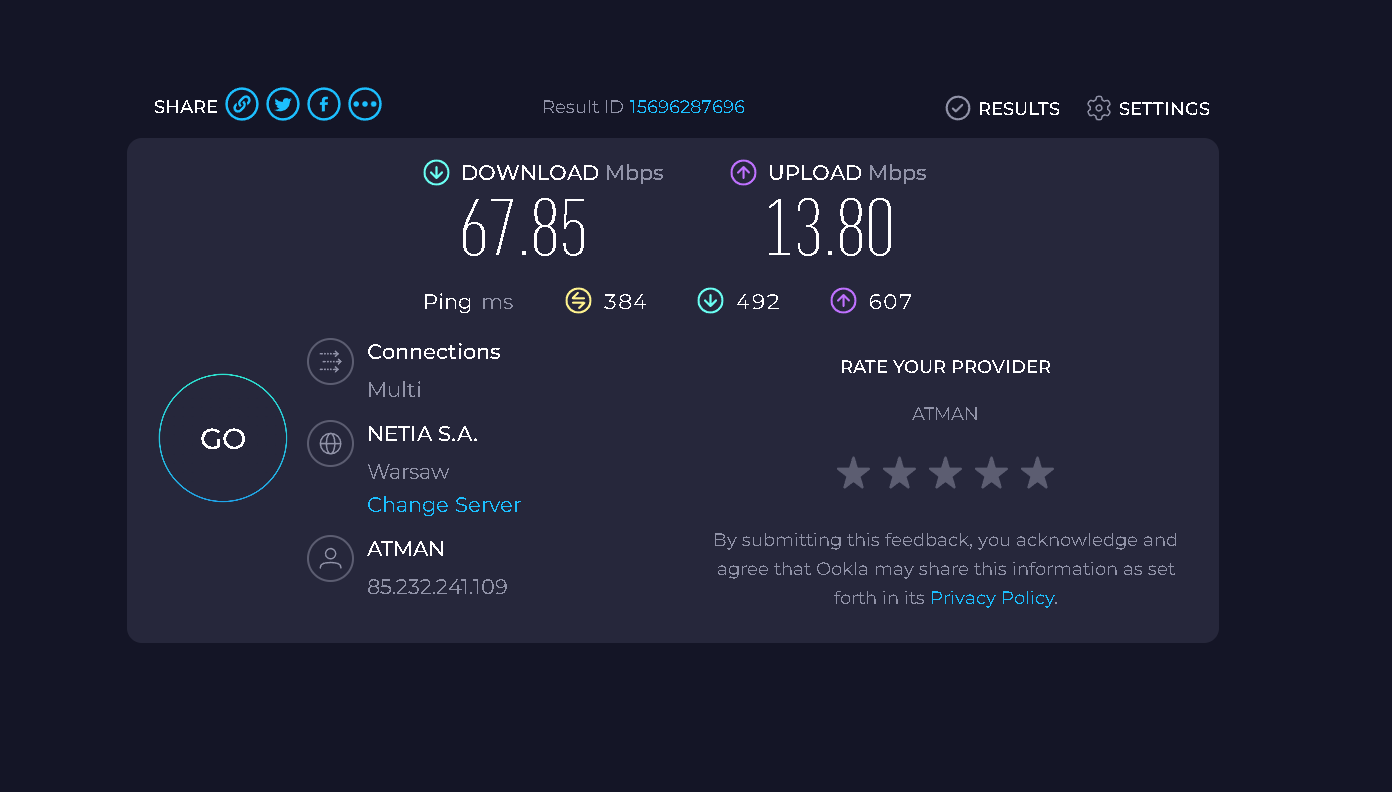 SHARE
Result ID 15696287696
RESULTS
SETTINGS
DOWNLOAD Mbps
67.85
UPLOAD Mbps
13.80
Ping ms 384 492 607
GO
Connections
Multi
NETIA S.A.
Warsaw
Change Server
ATMAN
85.232.241.109
RATE YOUR PROVIDER
ATMAN
By submitting this feedback, you acknowledge and
agree that Ookla may share this information as set
forth in its Privacy Policy.